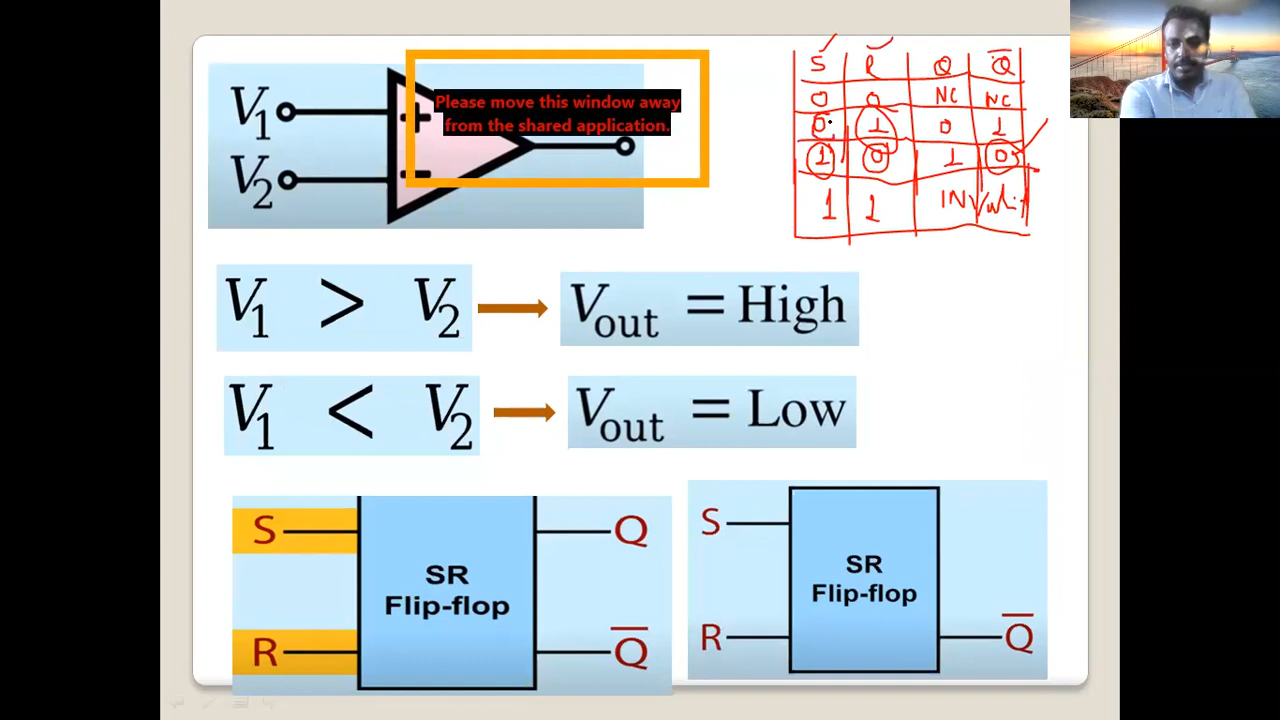 V1
V2
Please move this window away
from the shared application.
S R Q Q̅
0 0 NC NC
0 1 0 1
1 0 1 0
1 1 INValid
V1 > V2 → Vout = High
V1 < V2 → Vout = Low
S
Q
SR
Flip-flop
R
Q̅
S
SR
Flip-flop
R
Q̅